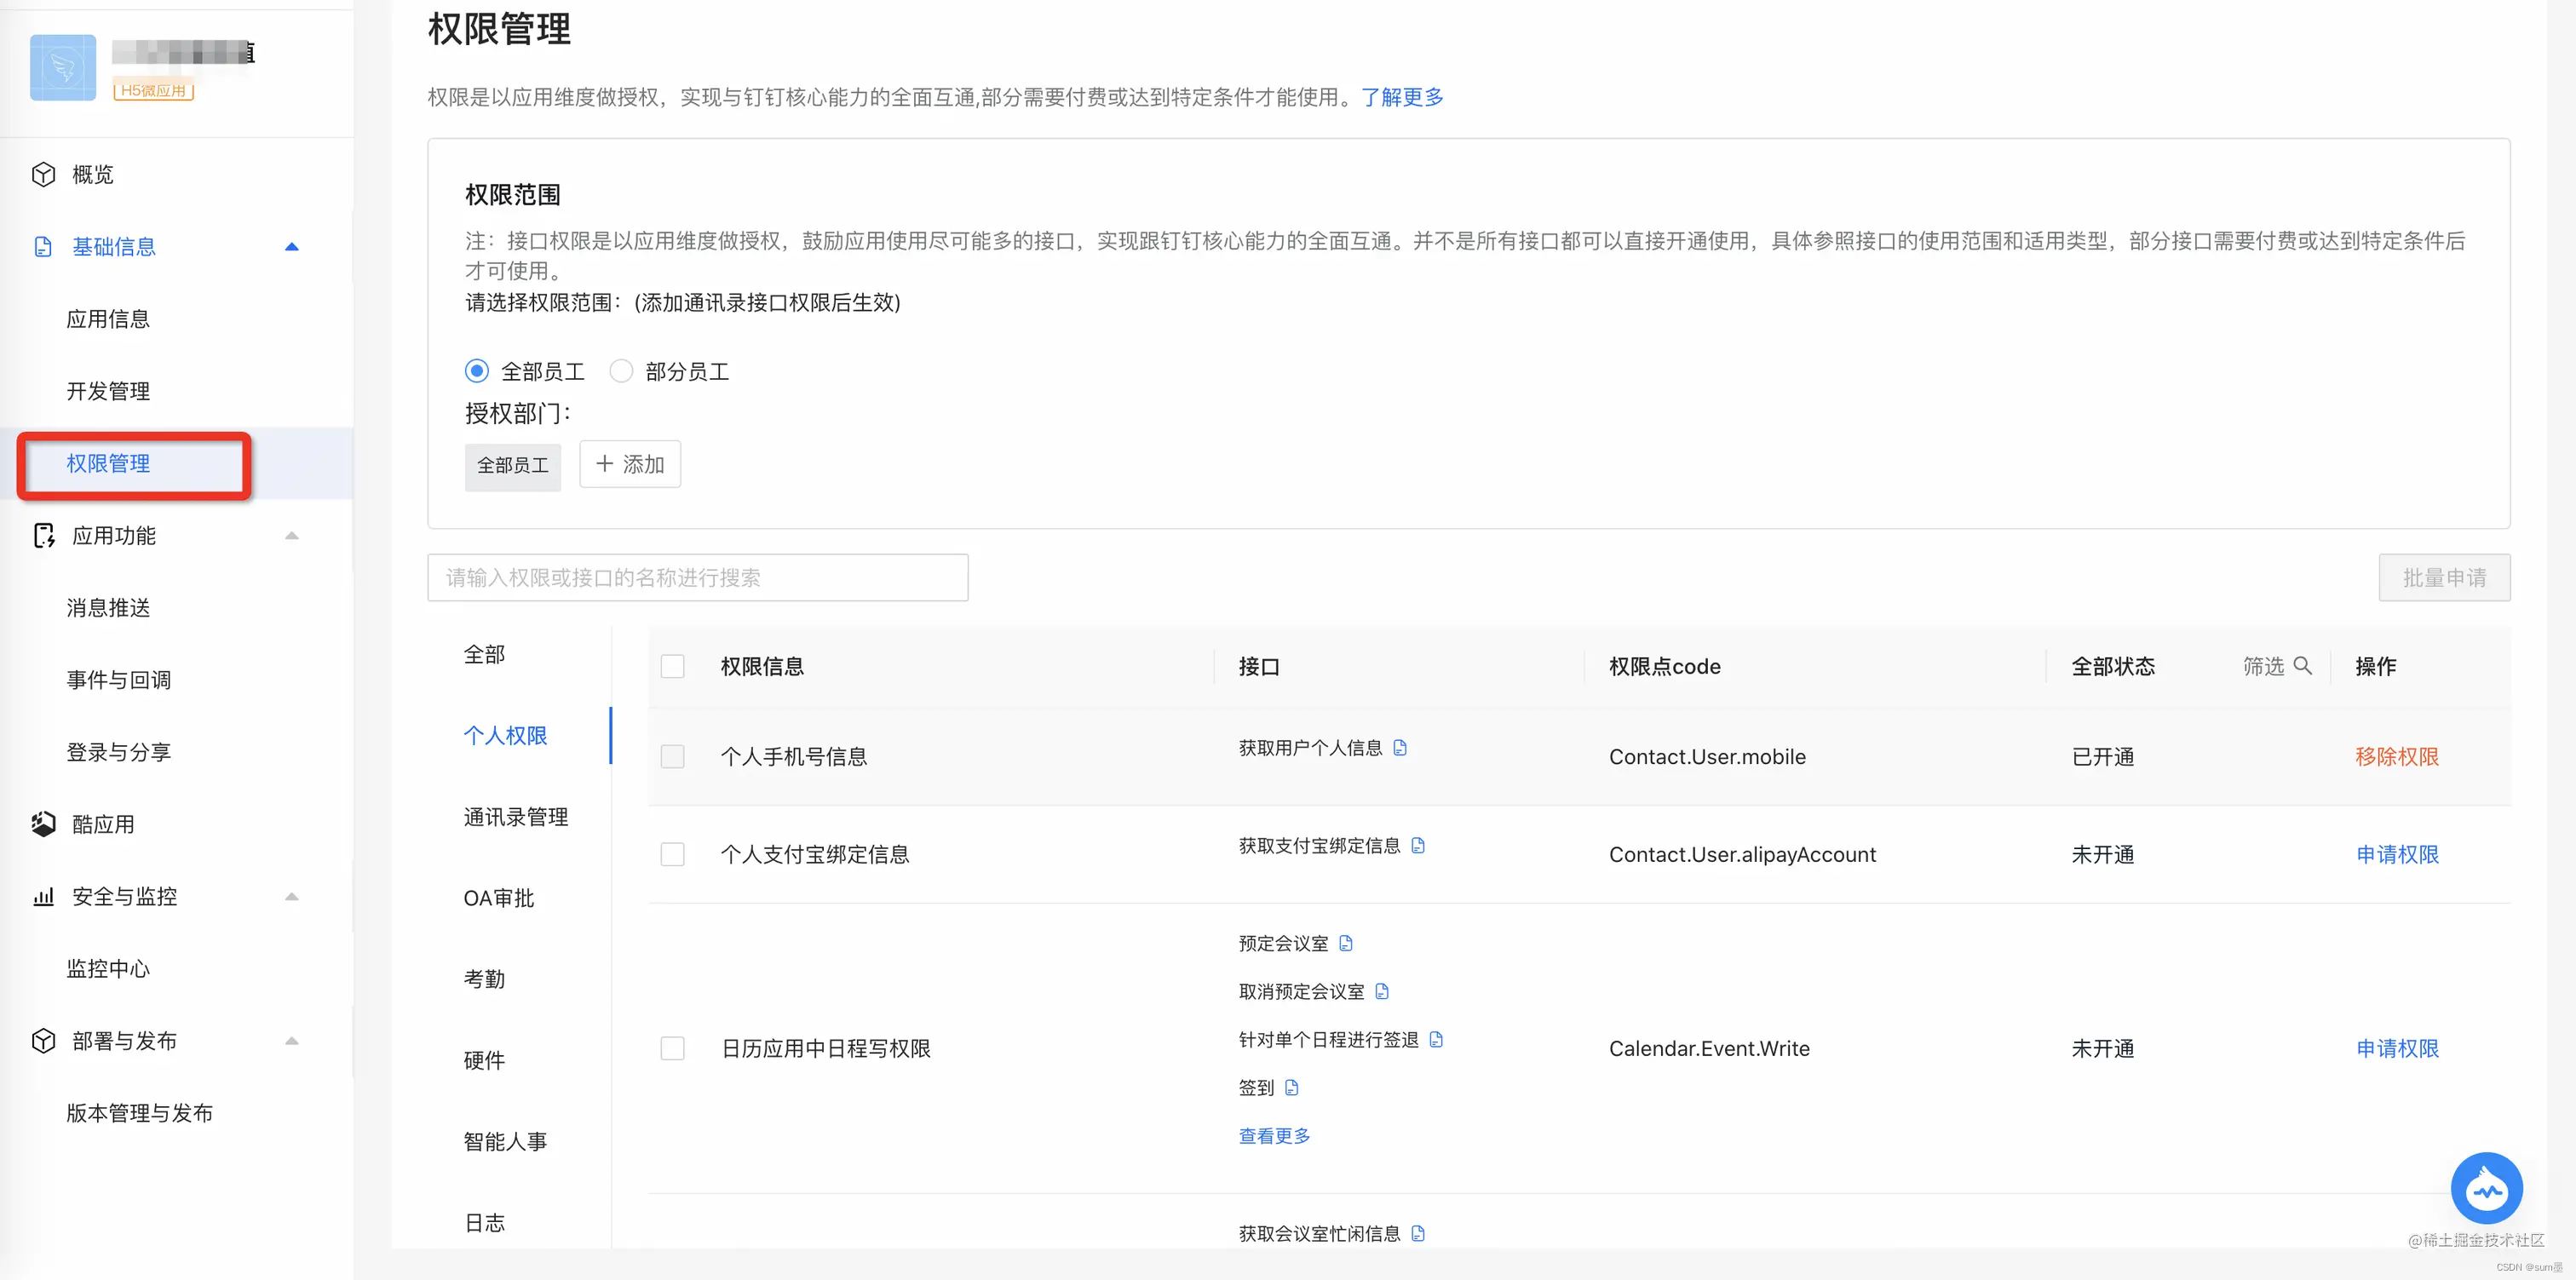 值
H5微应用
概览
基础信息
应用信息
开发管理
权限管理
应用功能
消息推送
事件与回调
登录与分享
酷应用
安全与监控
监控中心
部署与发布
版本管理与发布
权限管理
权限是以应用维度做授权，实现与钉钉核心能力的全面互通,部分需要付费或达到特定条件才能使用。了解更多
权限范围
注：接口权限是以应用维度做授权，鼓励应用使用尽可能多的接口，实现跟钉钉核心能力的全面互通。并不是所有接口都可以直接开通使用，具体参照接口的使用范围和适用类型，部分接口需要付费或达到特定条件后
才可使用。
请选择权限范围：(添加通讯录接口权限后生效)
全部员工 部分员工
授权部门：
全部员工 添加
请输入权限或接口的名称进行搜索 批量申请
全部
个人权限
通讯录管理
OA审批
考勤
硬件
智能人事
日志
权限信息 接口 权限点code 全部状态 筛选 操作
个人手机号信息 获取用户个人信息 Contact.User.mobile 已开通 移除权限
个人支付宝绑定信息 获取支付宝绑定信息 Contact.User.alipayAccount 未开通 申请权限
预定会议室
取消预定会议室
针对单个日程进行签退
日历应用中日程写权限 Calendar.Event.Write 未开通 申请权限
签到
查看更多
获取会议室忙闲信息
@稀土掘金技术社区
CSDN @sum墨